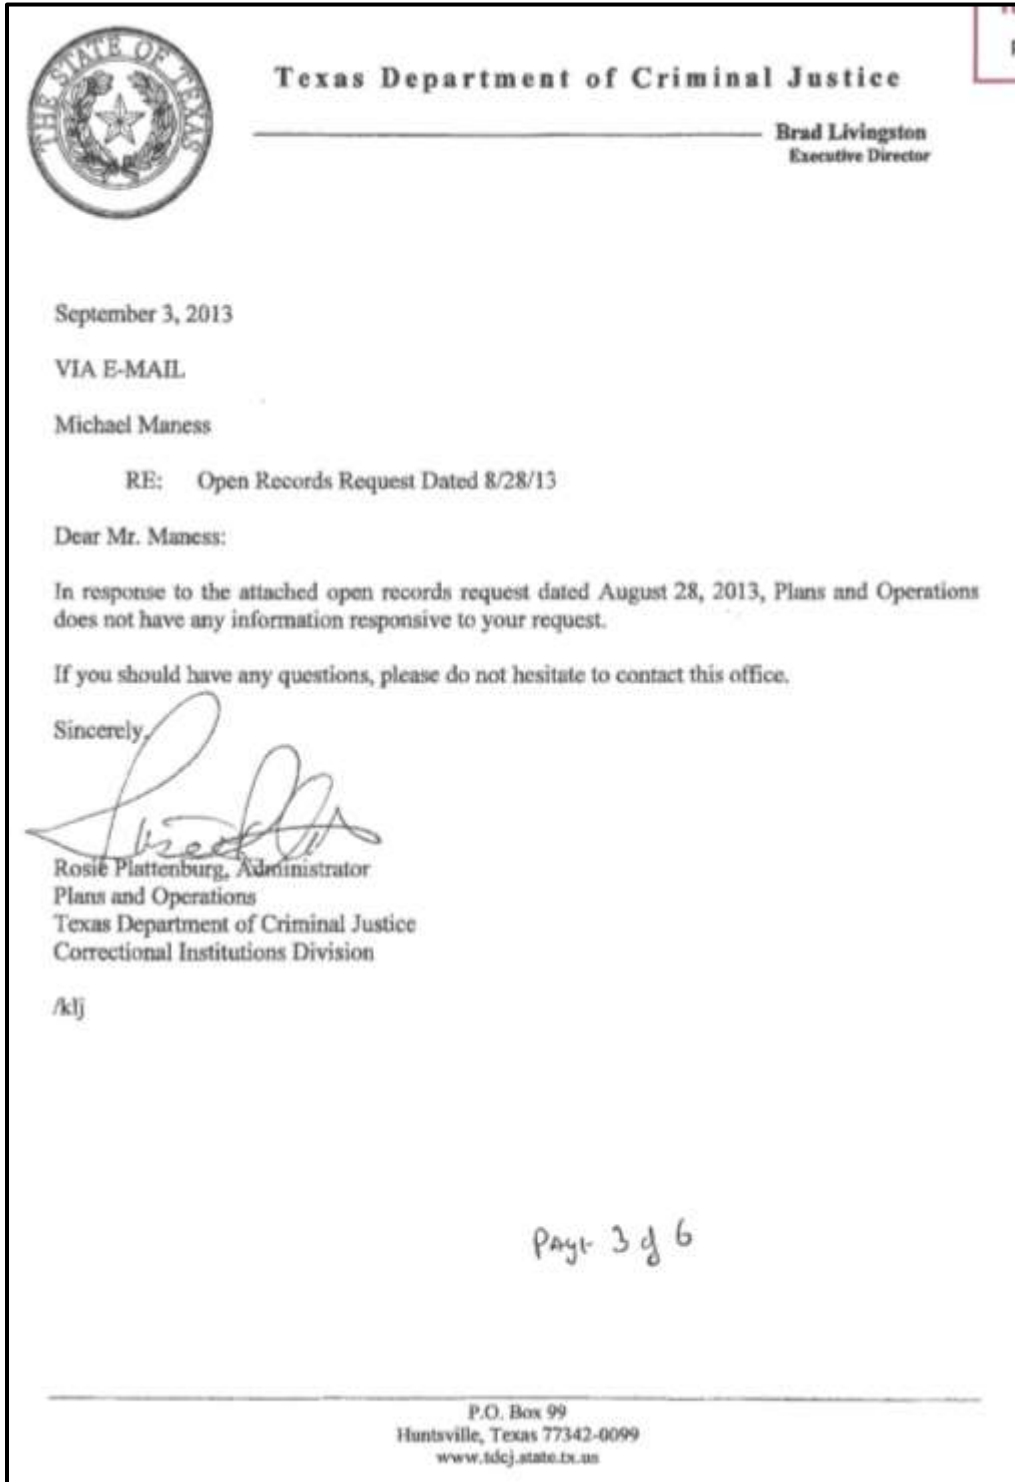 THE STATE OF TEXAS
Texas Department of Criminal Justice
Brad Livingston
Executive Director
September 3, 2013
VIA E-MAIL
Michael Maness
RE: Open Records Request Dated 8/28/13
Dear Mr. Maness:
In response to the attached open records request dated August 28, 2013, Plans and Operations
does not have any information responsive to your request.
If you should have any questions, please do not hesitate to contact this office.
Sincerely,
Rosie Plattenburg, Administrator
Plans and Operations
Texas Department of Criminal Justice
Correctional Institutions Division
/klj
Page 3 of 6
P.O. Box 99
Huntsville, Texas 77342-0099
www.tdcj.state.tx.us